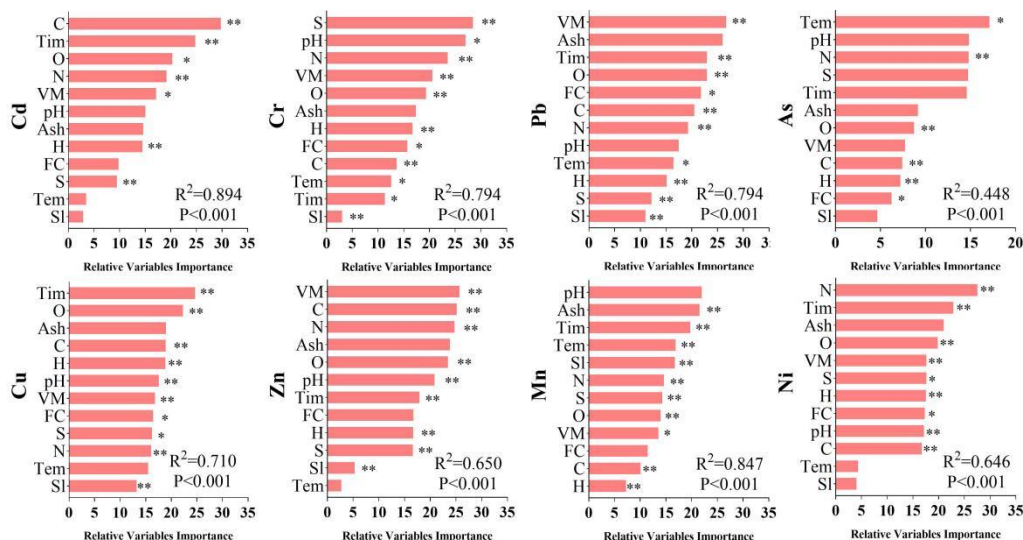 Cd
C **
Tim **
O *
N **
VM *
pH
Ash
H **
FC
S **
Tem
Sl
R²=0.894
P<0.001
0 5 10 15 20 25 30 35
Relative Variables Importance
Cr
S **
pH *
N **
VM **
O **
Ash
H **
FC *
C **
Tem *
Tim *
Sl **
R²=0.794
P<0.001
0 5 10 15 20 25 30 35
Relative Variables Importance
Pb
VM **
Ash
Tim **
O **
FC *
C **
N **
pH
Tem *
H **
S **
Sl **
R²=0.794
P<0.001
0 5 10 15 20 25 30 35
Relative Variables Importance
As
Tem *
pH
N **
S
Tim
Ash
O **
VM
C **
H **
FC *
Sl
R²=0.448
P<0.001
0 5 10 15 20
Relative Variables Importance
Cu
Tim **
O **
Ash
C **
H **
pH **
VM **
FC *
S *
N **
Tem
Sl **
R²=0.710
P<0.001
0 5 10 15 20 25 30 35
Relative Variables Importance
Zn
VM **
C **
N **
Ash
O **
pH **
Tim **
FC
H **
S **
Sl **
Tem
R²=0.650
P<0.001
0 5 10 15 20 25 30 35
Relative Variables Importance
Mn
pH
Ash **
Tim **
Tem **
Sl **
N **
S **
O **
VM *
FC
C **
H **
R²=0.847
P<0.001
0 5 10 15 20 25 30 35
Relative Variables Importance
Ni
N **
Tim **
Ash
O **
VM **
S *
H **
FC *
pH **
C **
Tem
Sl
R²=0.646
P<0.001
0 5 10 15 20 25 30 35
Relative Variables Importance